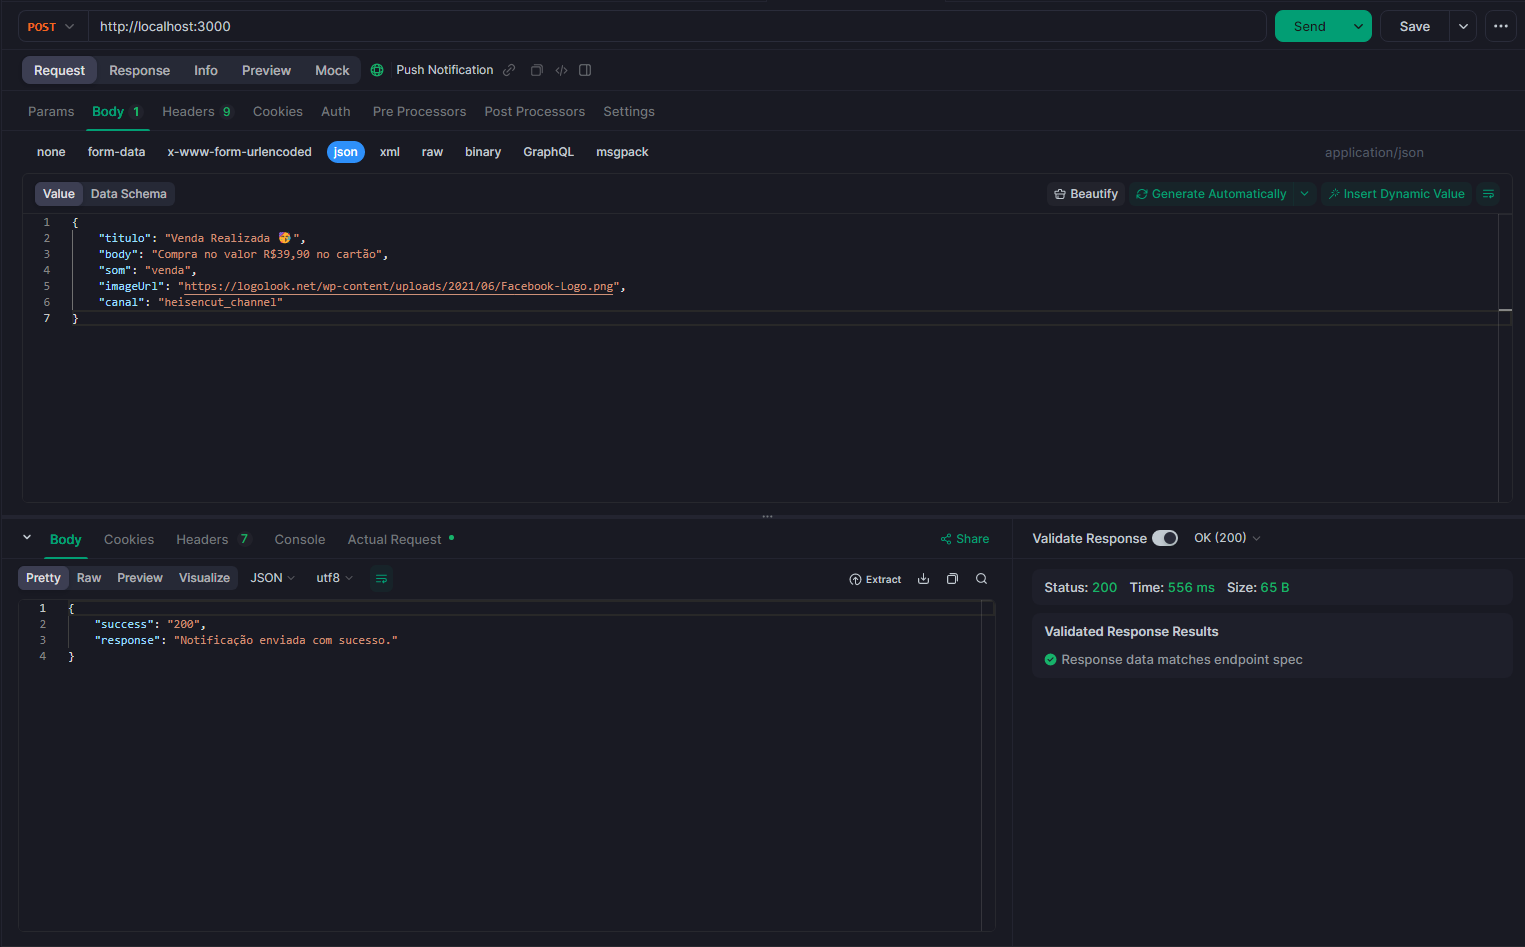 POST http://localhost:3000 Send Save
Request Response Info Preview Mock Push Notification
Params Body 1 Headers 9 Cookies Auth Pre Processors Post Processors Settings
none form-data x-www-form-urlencoded json xml raw binary GraphQL msgpack application/json
Value Data Schema Beautify Generate Automatically Insert Dynamic Value
1 {
2 "titulo": "Venda Realizada 🥳",
3 "body": "Compra no valor R$39,90 no cartão",
4 "som": "venda",
5 "imageUrl": "https://logolook.net/wp-content/uploads/2021/06/Facebook-Logo.png",
6 "canal": "heisencut_channel"
7 }
Body Cookies Headers 7 Console Actual Request Share
Pretty Raw Preview Visualize JSON utf8 Extract
1 {
2 "success": "200",
3 "response": "Notificação enviada com sucesso."
4 }
Validate Response OK (200)
Status: 200 Time: 556 ms Size: 65 B
Validated Response Results
Response data matches endpoint spec